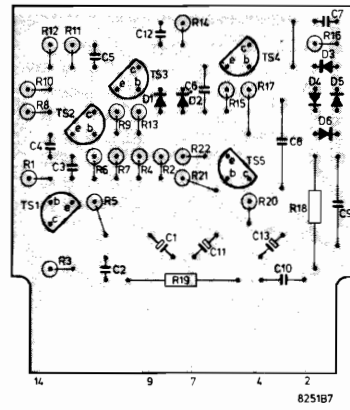 C7
R14
R12 R11 C12 R16
C5 TS3 TS4 D3
R10 C6 D4 D5
R8 D1 D2 R15 R17
TS2 R9 R13 D6
C4 C8
R1 C3 R6 R7 R4 R2 R22 TS5
R21
TS1 R5 R20 R18 C9
C1 C11 C13
R3 C2 R19 C10
14 9 7 4 2
8251B7